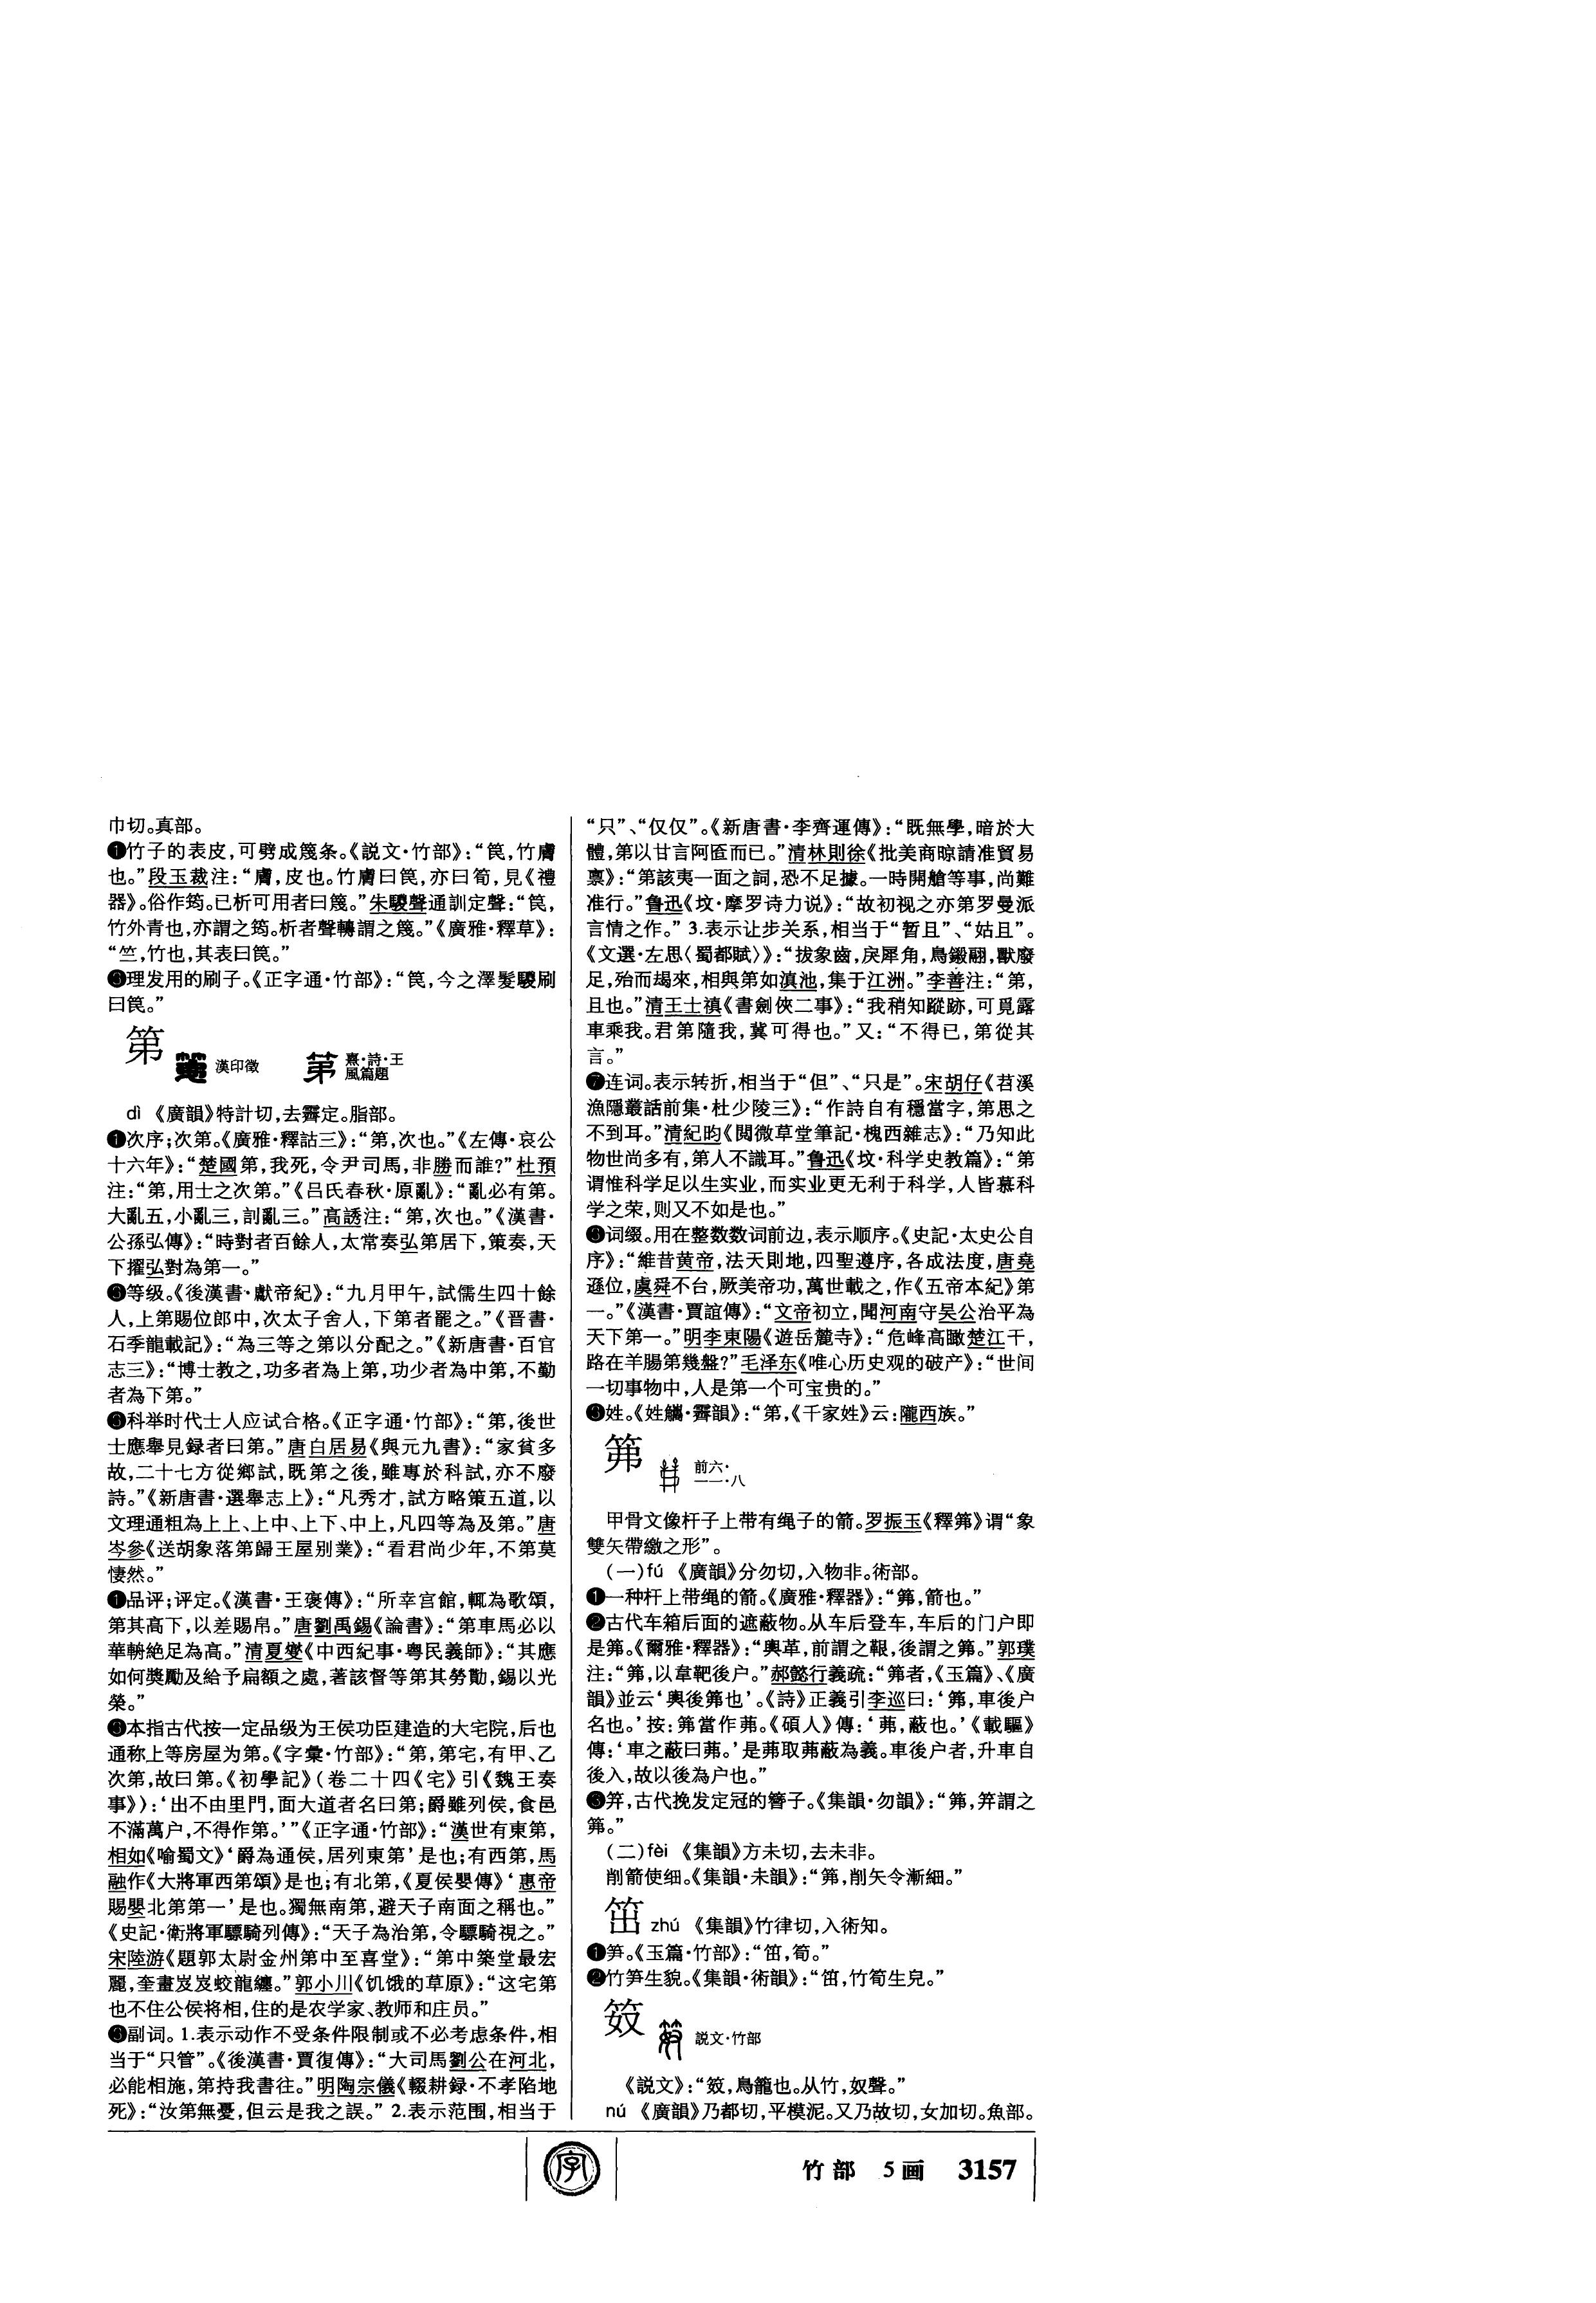 巾切。真部。
❶竹子的表皮,可劈成篾条。《説文·竹部》:“笢,竹膚
也。”段玉裁注:“膚,皮也。竹膚曰笢,亦曰筍,見《禮
器》。俗作筠。已析可用者曰篾。”朱駿聲通訓定聲:“笢,
竹外青也,亦謂之筠。析者聲轉謂之篾。”《廣雅·釋草》:
“竺,竹也,其表曰笢。”
理发用的刷子。《正字通·竹部》:“笢,今之澤髮騣刷
曰笢。”
第
漢印徵
熹·詩·王
風篇題
dì 《廣韻》特計切,去霽定。脂部。
❶次序;次第。《廣雅·釋詁三》:“第,次也。”《左傳·哀公
十六年》:“楚國第,我死,令尹司馬,非勝而誰?”杜預
注:“第,用士之次第。”《吕氏春秋·原亂》:“亂必有第。
大亂五,小亂三,訓亂三。”高誘注:“第,次也。”《漢書·
公孫弘傳》:“時對者百餘人,太常奏弘第居下,策奏,天
下擢弘對為第一。”
等级。《後漢書·獻帝紀》:“九月甲午,試儒生四十餘
人,上第賜位郎中,次太子舍人,下第者罷之。”《晋書·
石季龍載記》:“為三等之第以分配之。”《新唐書·百官
志三》:“博士教之,功多者為上第,功少者為中第,不勤
者為下第。”
科举时代士人应试合格。《正字通·竹部》:“第,後世
士應舉見録者曰第。”唐白居易《與元九書》:“家貧多
故,二十七方從鄉試,既第之後,雖專於科試,亦不廢
詩。”《新唐書·選舉志上》:“凡秀才,試方略策五道,以
文理通粗為上上、上中、上下、中上,凡四等為及第。”唐
岑參《送胡象落第歸王屋别業》:“看君尚少年,不第莫
悽然。”
品评;评定。《漢書·王褒傳》:“所幸宫館,輒為歌頌,
第其高下,以差賜帛。”唐劉禹錫《論書》:“第車馬必以
華輈絶足為高。”清夏燮《中西紀事·粤民義師》:“其應
如何獎勵及給予扁額之處,著該督等第其勞勩,錫以光
榮。”
本指古代按一定品级为王侯功臣建造的大宅院,后也
通称上等房屋为第。《字彙·竹部》:“第,第宅,有甲、乙
次第,故曰第。《初學記》(卷二十四《宅》引《魏王奏
事》):‘出不由里門,面大道者名曰第;爵雖列侯,食邑
不滿萬户,不得作第。’”《正字通·竹部》:“漢世有東第,
相如《喻蜀文》‘爵為通侯,居列東第’是也;有西第,馬
融作《大將軍西第頌》是也;有北第,《夏侯嬰傳》‘惠帝
賜嬰北第第一’是也。獨無南第,避天子南面之稱也。”
《史記·衛將軍驃騎列傳》:“天子為治第,令驃騎視之。”
宋陸游《題郭太尉金州第中至喜堂》:“第中築堂最宏
麗,奎畫岌岌蛟龍纏。”郭小川《饥饿的草原》:“这宅第
也不住公侯将相,住的是农学家、教师和庄员。”
副词。1.表示动作不受条件限制或不必考虑条件,相
当于“只管”。《後漢書·賈復傳》:“大司馬劉公在河北,
必能相施,第持我書往。”明陶宗儀《輟耕録·不孝陷地
死》:“汝第無憂,但云是我之誤。” 2.表示范围,相当于
“只”、“仅仅”。《新唐書·李齊運傳》:“既無學,暗於大
體,第以甘言阿匼而已。”清林則徐《批美商晾請准貿易
禀》:“第該夷一面之詞,恐不足據。一時開艙等事,尚難
准行。”鲁迅《坟·摩罗诗力说》:“故初视之亦第罗曼派
言情之作。” 3.表示让步关系,相当于“暂且”、“姑且”。
《文選·左思〈蜀都賦〉》:“拔象齒,戾犀角,鳥鎩翮,獸廢
足,殆而朅來,相與第如滇池,集于江洲。”李善注:“第,
且也。”清王士禛《書劍俠二事》:“我稍知蹤跡,可覓露
車乘我。君第隨我,冀可得也。”又:“不得已,第從其
言。”
❼连词。表示转折,相当于“但”、“只是”。宋胡仔《苕溪
漁隱叢話前集·杜少陵三》:“作詩自有穩當字,第思之
不到耳。”清紀昀《閲微草堂筆記·槐西雜志》:“乃知此
物世尚多有,第人不識耳。”鲁迅《坟·科学史教篇》:“第
谓惟科学足以生实业,而实业更无利于科学,人皆慕科
学之荣,则又不如是也。”
词缀。用在整数数词前边,表示顺序。《史記·太史公自
序》:“維昔黄帝,法天則地,四聖遵序,各成法度,唐堯
遜位,虞舜不台,厥美帝功,萬世載之,作《五帝本紀》第
一。”《漢書·賈誼傳》:“文帝初立,聞河南守吴公治平為
天下第一。”明李東陽《遊岳麓寺》:“危峰高瞰楚江干,
路在羊腸第幾盤?”毛泽东《唯心历史观的破产》:“世间
一切事物中,人是第一个可宝贵的。”
姓。《姓觿·霽韻》:“第,《千家姓》云:隴西族。”
笰
前六·
一一·八
甲骨文像杆子上带有绳子的箭。罗振玉《釋笰》谓“象
雙矢帶繳之形”。
(一)fú 《廣韻》分勿切,入物非。術部。
❶一种杆上带绳的箭。《廣雅·釋器》:“笰,箭也。”
❷古代车箱后面的遮蔽物。从车后登车,车后的门户即
是笰。《爾雅·釋器》:“輿革,前謂之鞎,後謂之笰。”郭璞
注:“笰,以韋靶後户。”郝懿行義疏:“笰者,《玉篇》、《廣
韻》並云‘輿後笰也’。《詩》正義引李巡曰:‘笰,車後户
名也。’按:笰當作茀。《碩人》傳:‘茀,蔽也。’《載驅》
傳:‘車之蔽曰茀。’是茀取茀蔽為義。車後户者,升車自
後入,故以後為户也。”
❸笄,古代挽发定冠的簪子。《集韻·勿韻》:“笰,笄謂之
笰。”
(二)fèi 《集韻》方未切,去未非。
削箭使细。《集韻·未韻》:“笰,削矢令漸細。”
笜 zhú 《集韻》竹律切,入術知。
❶笋。《玉篇·竹部》:“笜,筍。”
❷竹笋生貌。《集韻·術韻》:“笜,竹筍生皃。”
笯
説文·竹部
《説文》:“笯,鳥籠也。从竹,奴聲。”
nú 《廣韻》乃都切,平模泥。又乃故切,女加切。魚部。
字
竹部 5画 3157